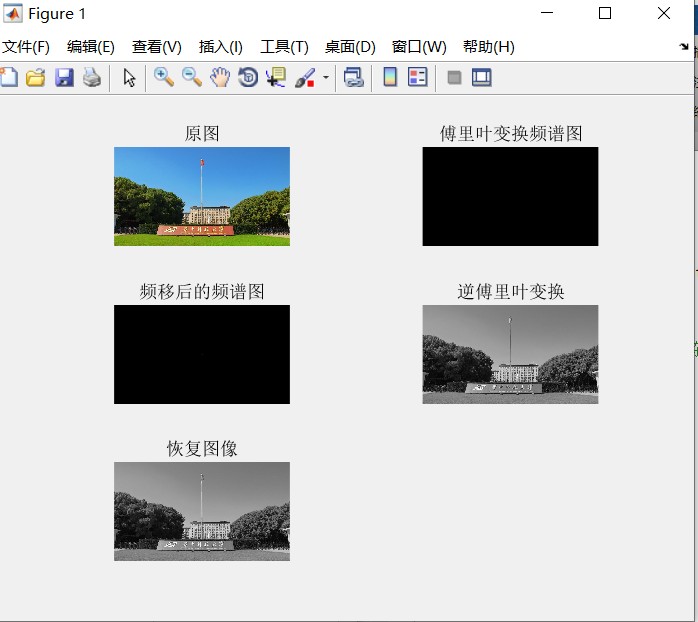 Figure 1
文件(F) 编辑(E) 查看(V) 插入(I) 工具(T) 桌面(D) 窗口(W) 帮助(H)
原图
傅里叶变换频谱图
频移后的频谱图
逆傅里叶变换
恢复图像